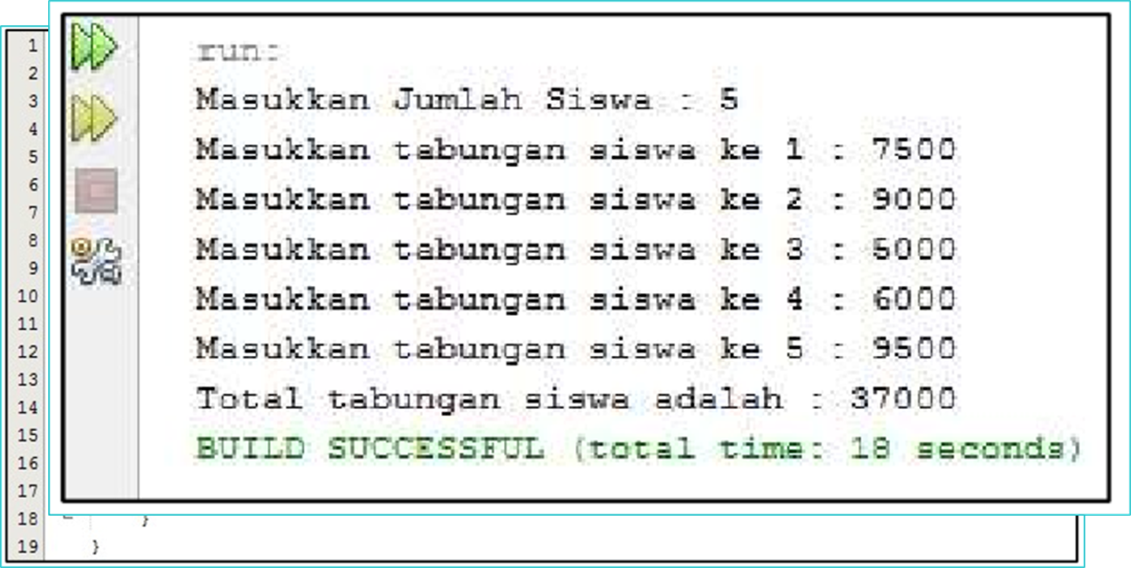 run:
Masukkan Jumlah Siswa : 5
Masukkan tabungan siswa ke 1 : 7500
Masukkan tabungan siswa ke 2 : 9000
Masukkan tabungan siswa ke 3 : 5000
Masukkan tabungan siswa ke 4 : 6000
Masukkan tabungan siswa ke 5 : 9500
Total tabungan siswa adalah : 37000
BUILD SUCCESSFUL (total time: 18 seconds)
1
2
3
4
5
6
7
8
9
10
11
12
13
14
15
16
17
18 }
19 }